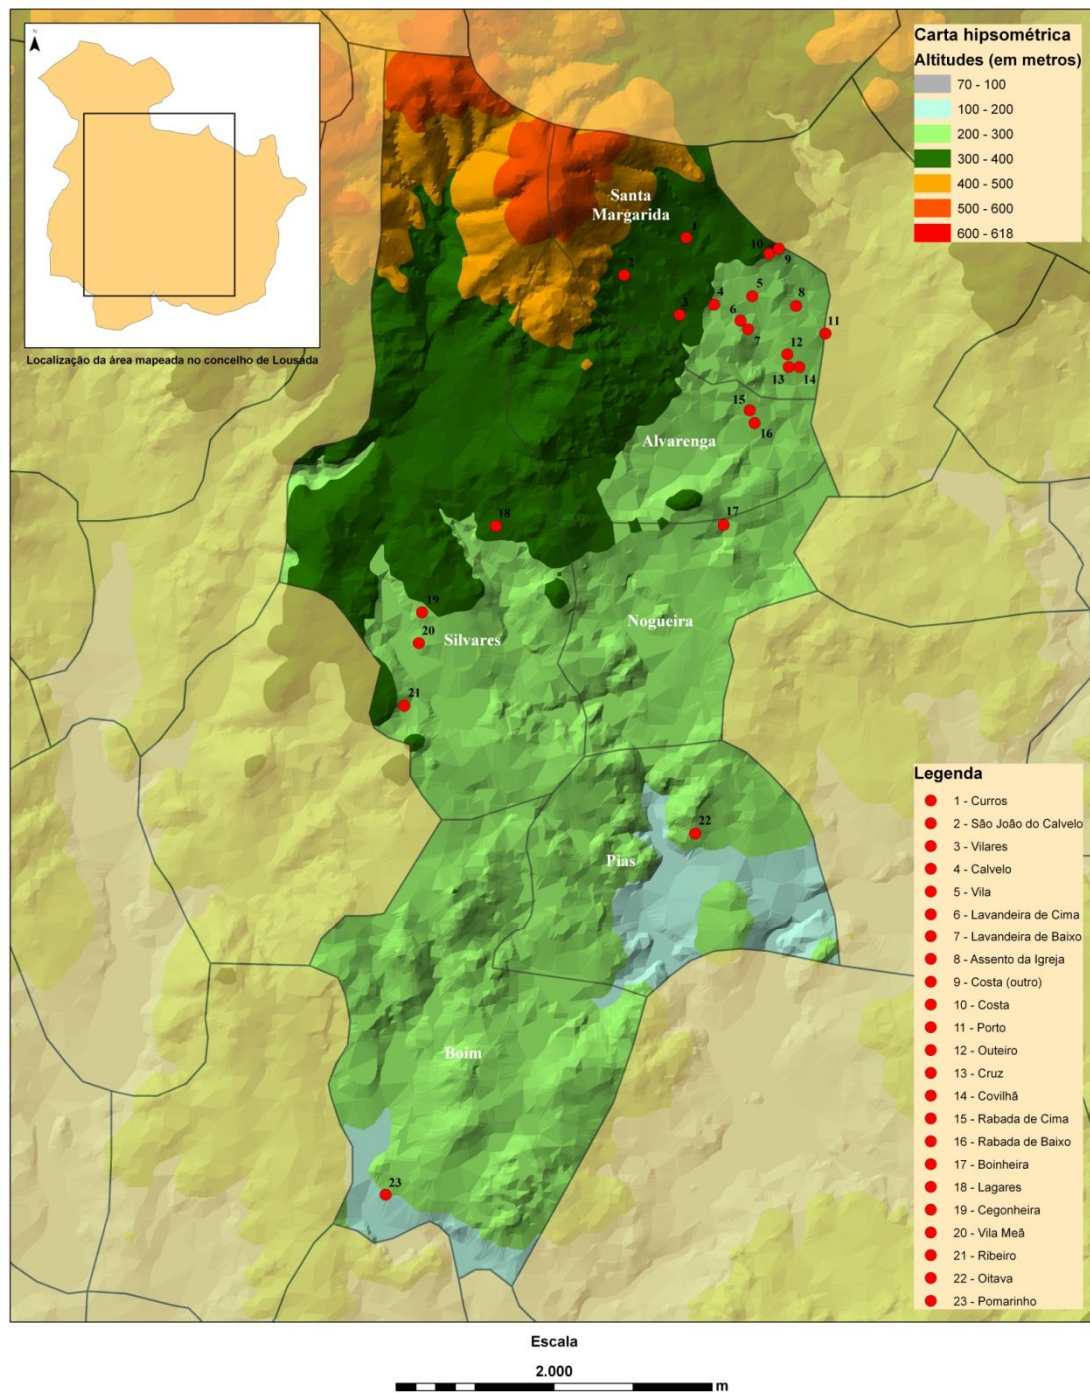 N
Localização da área mapeada no concelho de Lousada
Carta hipsométrica
Altitudes (em metros)
70 - 100
100 - 200
200 - 300
300 - 400
400 - 500
500 - 600
600 - 618
Santa
Margarida
1
2
10
9
3
4
5
8
6
7
11
12
13
14
15
Alvarenga
16
18
17
19
Nogueira
20
Silvares
21
22
Pias
Boim
23
Legenda
1 - Curros
2 - São João do Calvelo
3 - Vilares
4 - Calvelo
5 - Vila
6 - Lavandeira de Cima
7 - Lavandeira de Baixo
8 - Assento da Igreja
9 - Costa (outro)
10 - Costa
11 - Porto
12 - Outeiro
13 - Cruz
14 - Covilhã
15 - Rabada de Cima
16 - Rabada de Baixo
17 - Boinheira
18 - Lagares
19 - Cegonheira
20 - Vila Meã
21 - Ribeiro
22 - Oitava
23 - Pomarinho
Escala
2.000
m